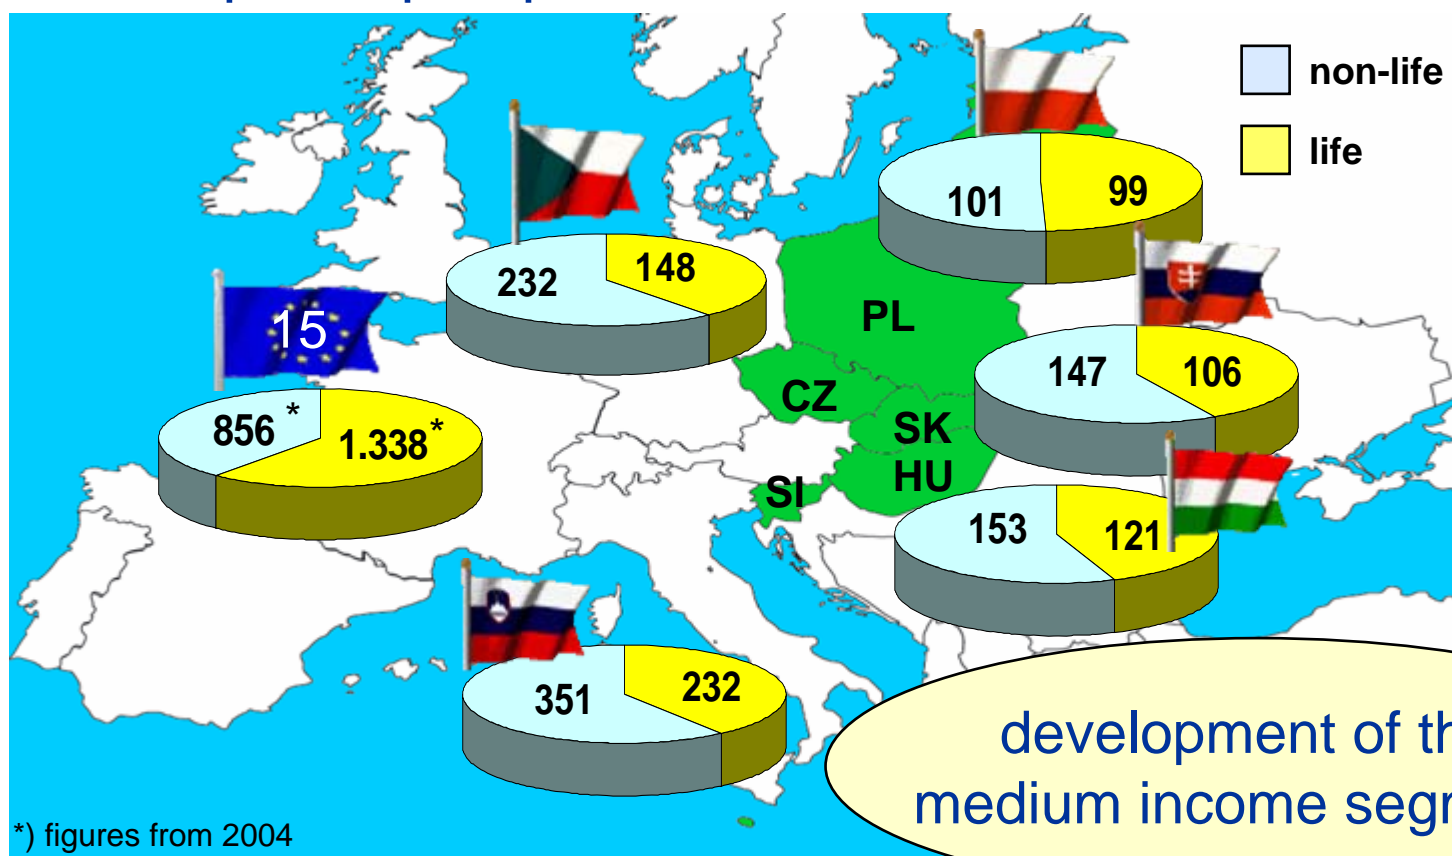 non-life
life
101 99
232 148
15
PL
147 106
CZ
856 * 1.338*
SK
HU
SI
153 121
351 232
development of th
medium income segr
*) figures from 2004